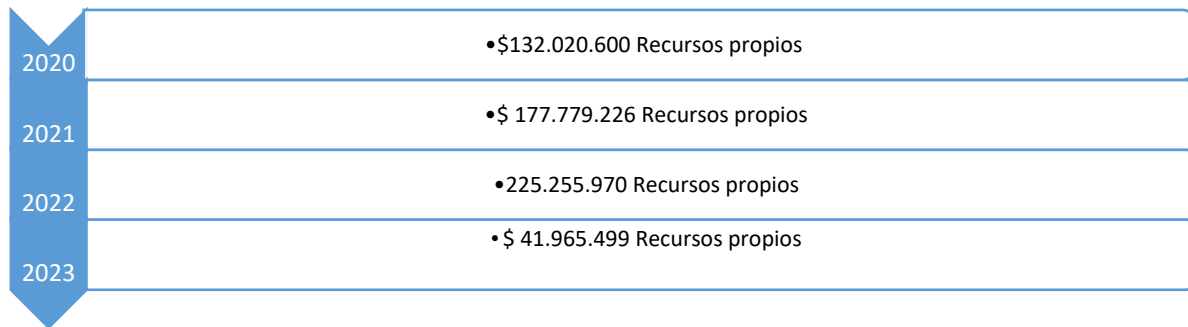 2020
•$132.020.600 Recursos propios
2021
•$ 177.779.226 Recursos propios
2022
•225.255.970 Recursos propios
2023
•$ 41.965.499 Recursos propios